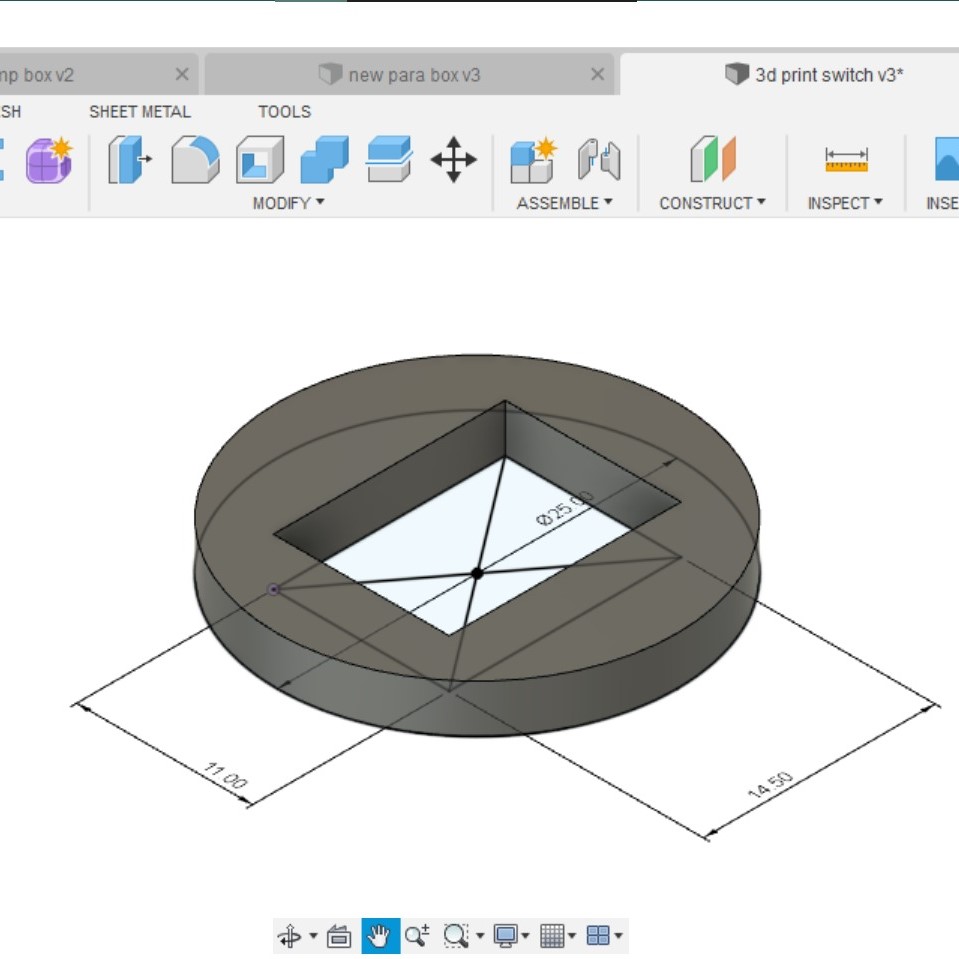 mp box v2
new para box v3
3d print switch v3*
SH SHEET METAL TOOLS
MODIFY ASSEMBLE CONSTRUCT INSPECT INSE
Ø25.00
11.00
14.50